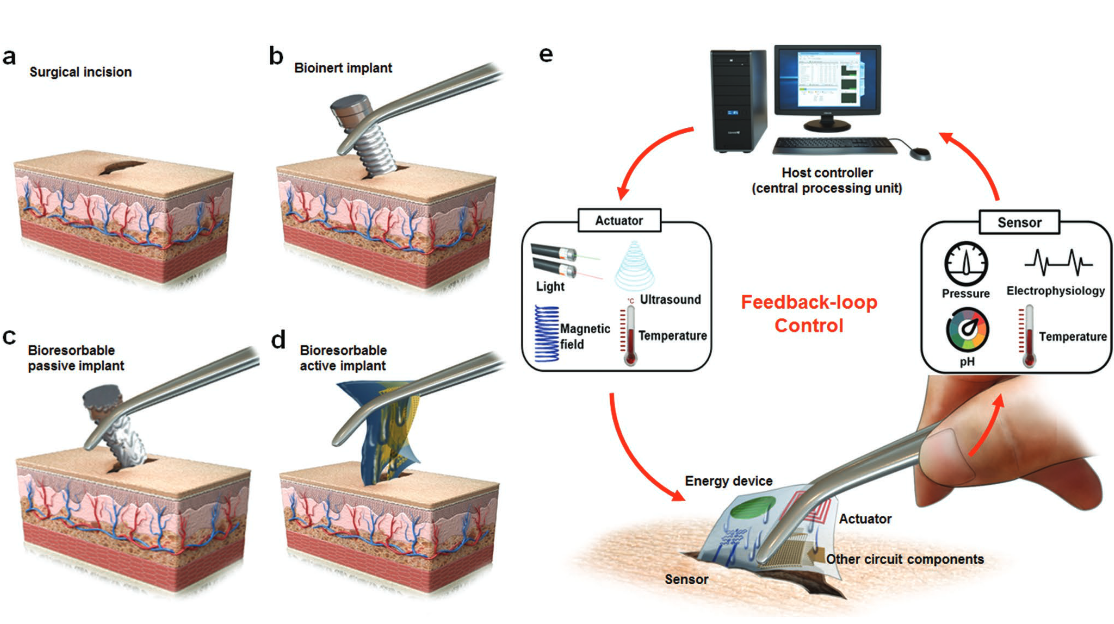 a
Surgical incision
b
Bioinert implant
c
Bioresorbable
passive implant
d
Bioresorbable
active implant
e
Host controller
(central processing unit)
Actuator
Light
Ultrasound
Magnetic
field
°C
Temperature
Feedback-loop
Control
Sensor
Pressure
Electrophysiology
pH
Temperature
Energy device
Actuator
Other circuit components
Sensor